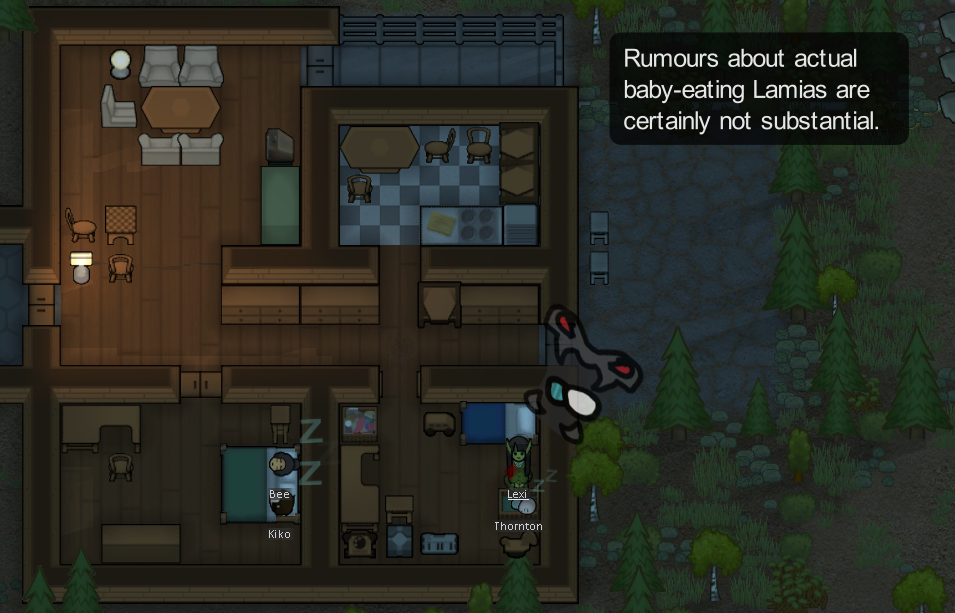 Rumours about actual
baby-eating Lamias are
certainly not substantial.
Z
Z
Bee
Z Z
Lexi
Thornton
Kiko